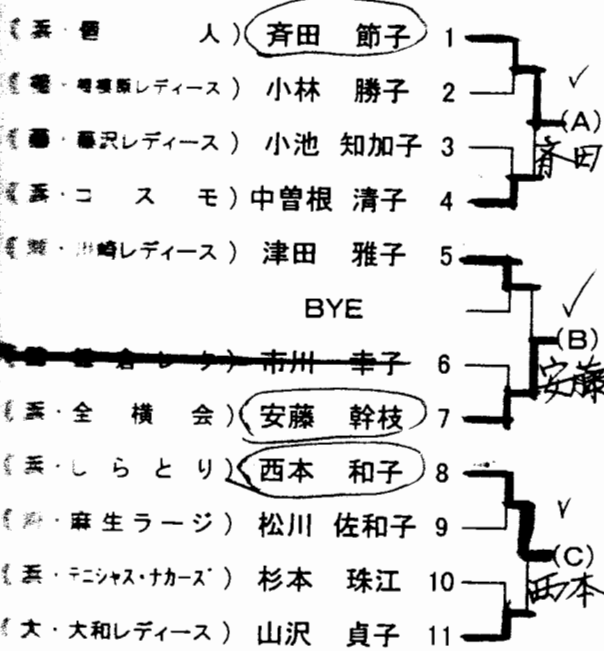 人) 斉田 節子 1
レディース) 小林 勝子 2
(A)
藤沢レディース) 小池 知加子 3
斉田
・コスモ) 中曽根 清子 4
崎レディース) 津田 雅子 5
BYE
(B)
市川 幸子 6
安藤
・全横会) 安藤 幹枝 7
・しらとり) 西本 和子 8
・麻生ラージ) 松川 佐和子 9
(C)
・テニシャス・ナカーズ) 杉本 珠江 10
西本
大・大和レディース) 山沢 貞子 11